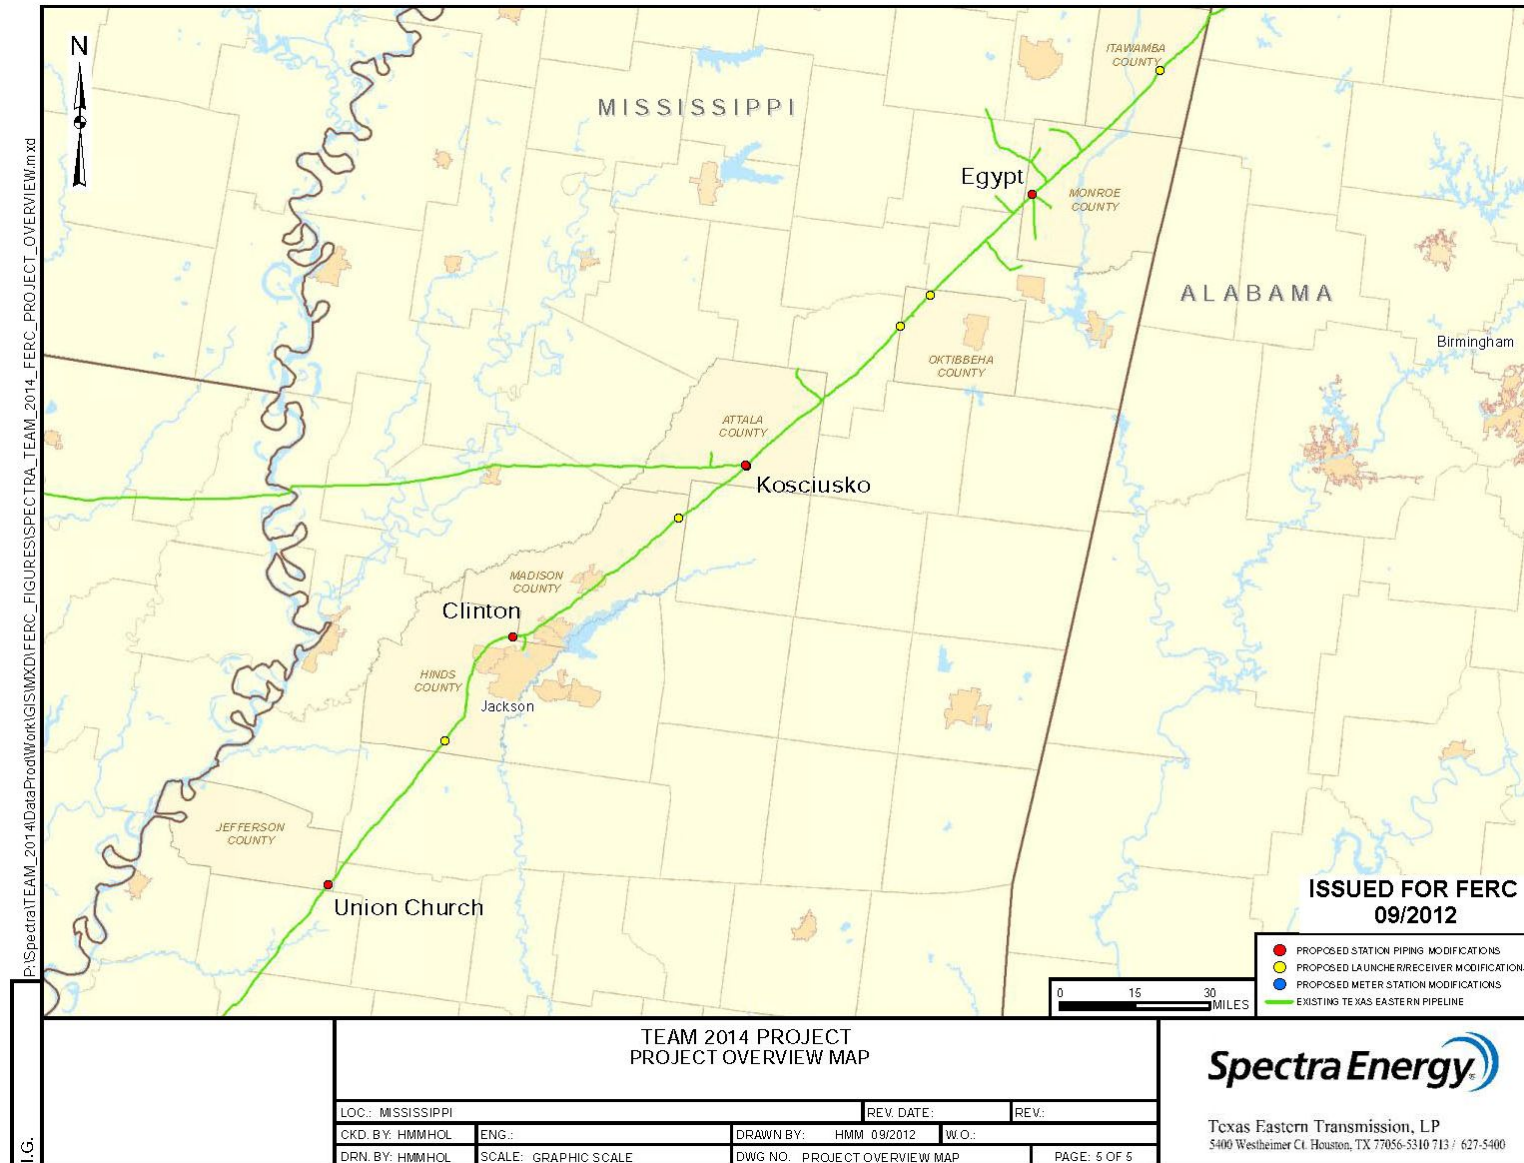 P:\Spectra\TEAM_2014\DataProd\Work\GIS\MXD\FERC_FIGURES\SPECTRA_TEAM_2014_FERC_PROJECT_OVERVIEW.mxd
N
ITAWAMBA
COUNTY
MISSISSIPPI
Egypt
MONROE
COUNTY
ALABAMA
Birmingham
OKTIBBEHA
COUNTY
ATTALA
COUNTY
Kosciusko
MADISON
COUNTY
Clinton
HINDS
COUNTY
Jackson
JEFFERSON
COUNTY
Union Church
ISSUED FOR FERC
09/2012
PROPOSED STATION PIPING MODIFICATIONS
PROPOSED LAUNCHER/RECEIVER MODIFICATION
PROPOSED METER STATION MODIFICATIONS
EXISTING TEXAS EASTERN PIPELINE
0 15 30
MILES
TEAM 2014 PROJECT
PROJECT OVERVIEW MAP
LOC.: MISSISSIPPI REV. DATE: REV.:
CKD. BY: HMMHOL ENG.: DRAWN BY: HMM 09/2012 W.O.:
DRN. BY: HMMHOL SCALE: GRAPHIC SCALE DWG NO. PROJECT OVERVIEW MAP PAGE: 5 OF 5
Spectra Energy
Texas Eastern Transmission, LP
5400 Westheimer Ct. Houston, TX 77056-5310 713 / 627-5400
I.G.